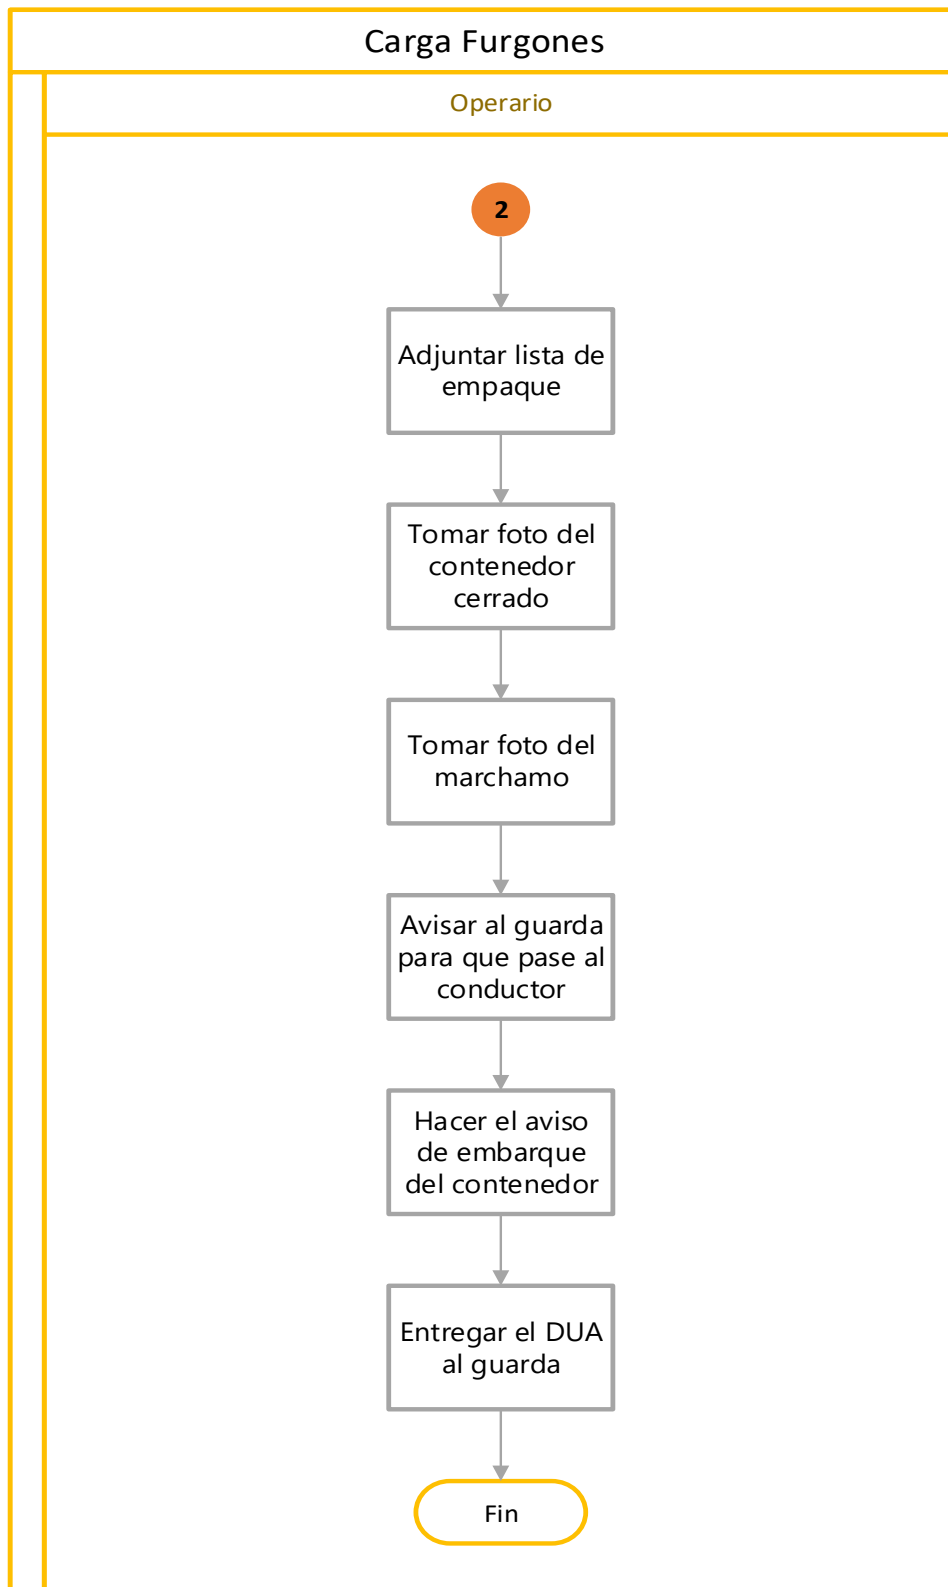 Carga Furgones
Operario
2
Adjuntar lista de
empaque
Tomar foto del
contenedor
cerrado
Tomar foto del
marchamo
Avisar al guarda
para que pase al
conductor
Hacer el aviso
de embarque
del contenedor
Entregar el DUA
al guarda
Fin